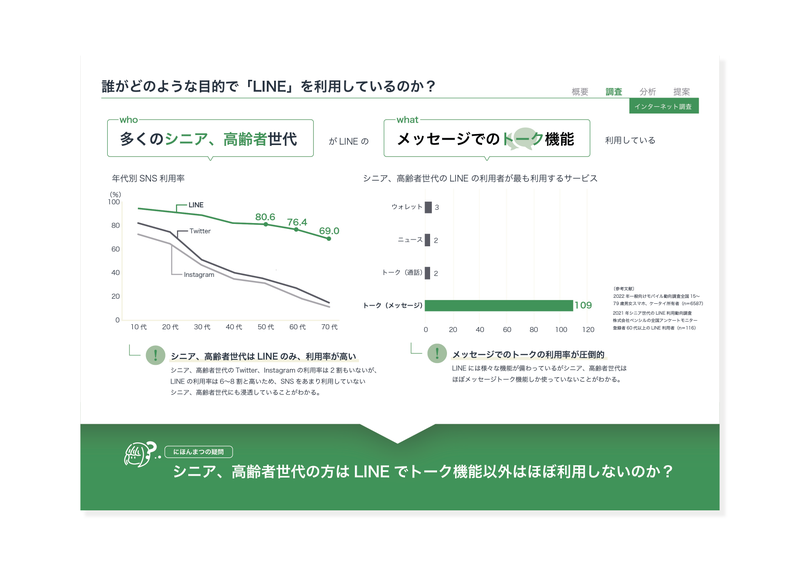 誰がどのような目的で「LINE」を利用しているのか？
概要 調査 分析 提案
インターネット調査
who
多くのシニア、高齢者世代
が LINE の
what
メッセージでのトーク機能
利用している
年代別 SNS 利用率
(%)
100
80
60
40
20
0
LINE
Twitter
Instagram
80.6
76.4
69.0
10 代 20 代 30 代 40 代 50 代 60 代 70 代
シニア、高齢者世代の LINE の利用者が最も利用するサービス
ウォレット 3
ニュース 2
トーク（通話） 2
トーク（メッセージ） 109
0 20 40 60 80 100 120
（参考文献）
2022 年一般向けモバイル動向調査全国 15～
79 歳男女スマホ、ケータイ所有者（n=6587）
2021 年シニア世代の LINE 利用動向調査
株式会社ペンシルの全国アンケートモニター
登録者 60 代以上の LINE 利用者（n=116）
!
シニア、高齢者世代は LINE のみ、利用率が高い
シニア、高齢者世代の Twitter、Instagram の利用率は 2 割もいないが、
LINE の利用率は 6～8 割と高いため、SNS をあまり利用していない
シニア、高齢者世代にも浸透していることがわかる。
!
メッセージでのトークの利用率が圧倒的
LINE には様々な機能が備わっているがシニア、高齢者世代は
ほぼメッセージトーク機能しか使っていないことがわかる。
?
にほんまつの疑問
シニア、高齢者世代の方は LINE でトーク機能以外はほぼ利用しないのか？